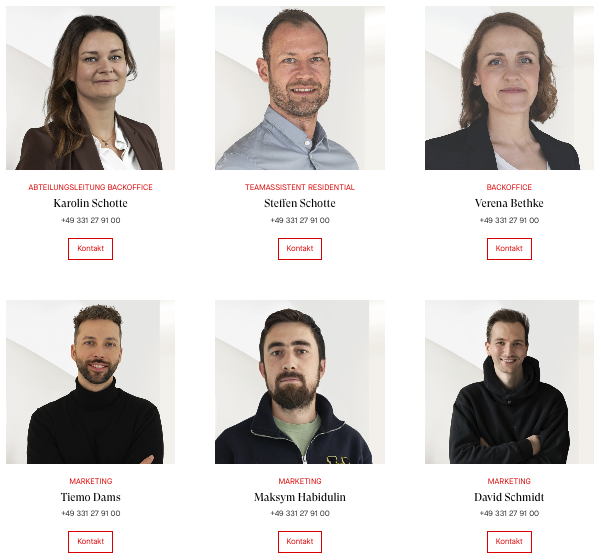 ABTEILUNGSLEITUNG BACKOFFICE
Karolin Schotte
+49 331 27 91 00
Kontakt
TEAMASSISTENT RESIDENTIAL
Steffen Schotte
+49 331 27 91 00
Kontakt
BACKOFFICE
Verena Bethke
+49 331 27 91 00
Kontakt
MARKETING
Tiemo Dams
+49 331 27 91 00
Kontakt
MARKETING
Maksym Habidulin
+49 331 27 91 00
Kontakt
MARKETING
David Schmidt
+49 331 27 91 00
Kontakt